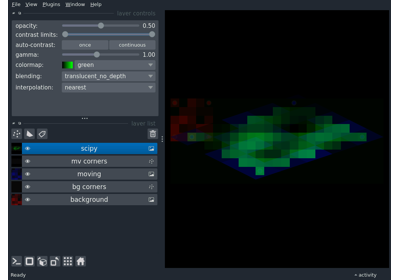 File View Plugins Window Help
layer controls
opacity: 0.50
contrast limits:
auto-contrast: once continuous
gamma: 1.00
colormap: green
blending: translucent_no_depth
interpolation: nearest
layer list
scipy
mv corners
moving
bg corners
background
Ready
activity